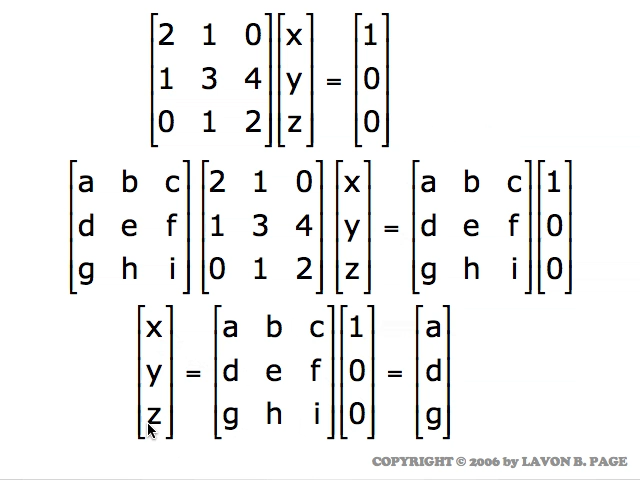 [2 1 0] [x] [1]
[1 3 4] [y] = [0]
[0 1 2] [z] [0]
[a b c] [2 1 0] [x] [a b c] [1]
[d e f] [1 3 4] [y] = [d e f] [0]
[g h i] [0 1 2] [z] [g h i] [0]
[x] [a b c] [1] [a]
[y] = [d e f] [0] = [d]
[z] [g h i] [0] [g]
COPYRIGHT © 2006 by LAVON B. PAGE